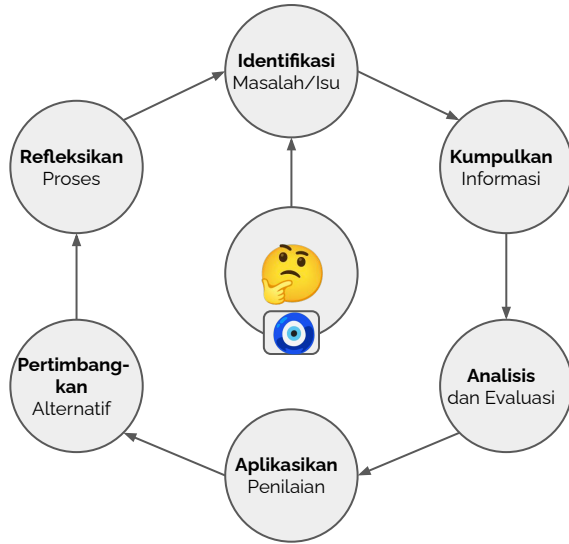 Identifikasi
Masalah/Isu
Kumpulkan
Informasi
Analisis
dan Evaluasi
Aplikasikan
Penilaian
Pertimbang-
kan
Alternatif
Refleksikan
Proses